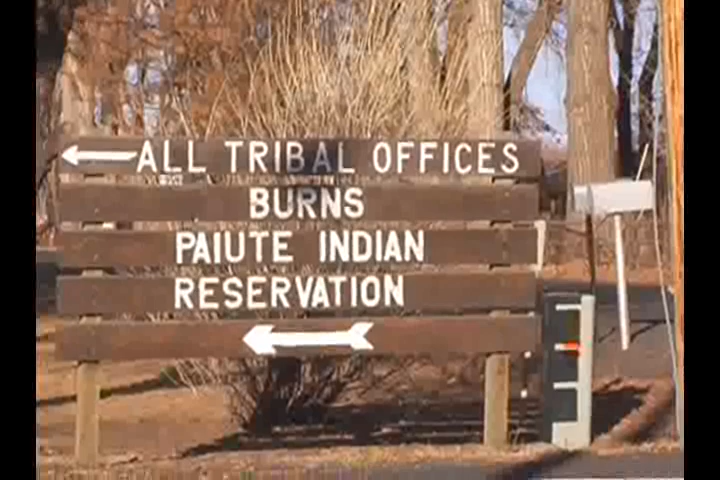 ALL TRIBAL OFFICES
BURNS
PAIUTE INDIAN
RESERVATION